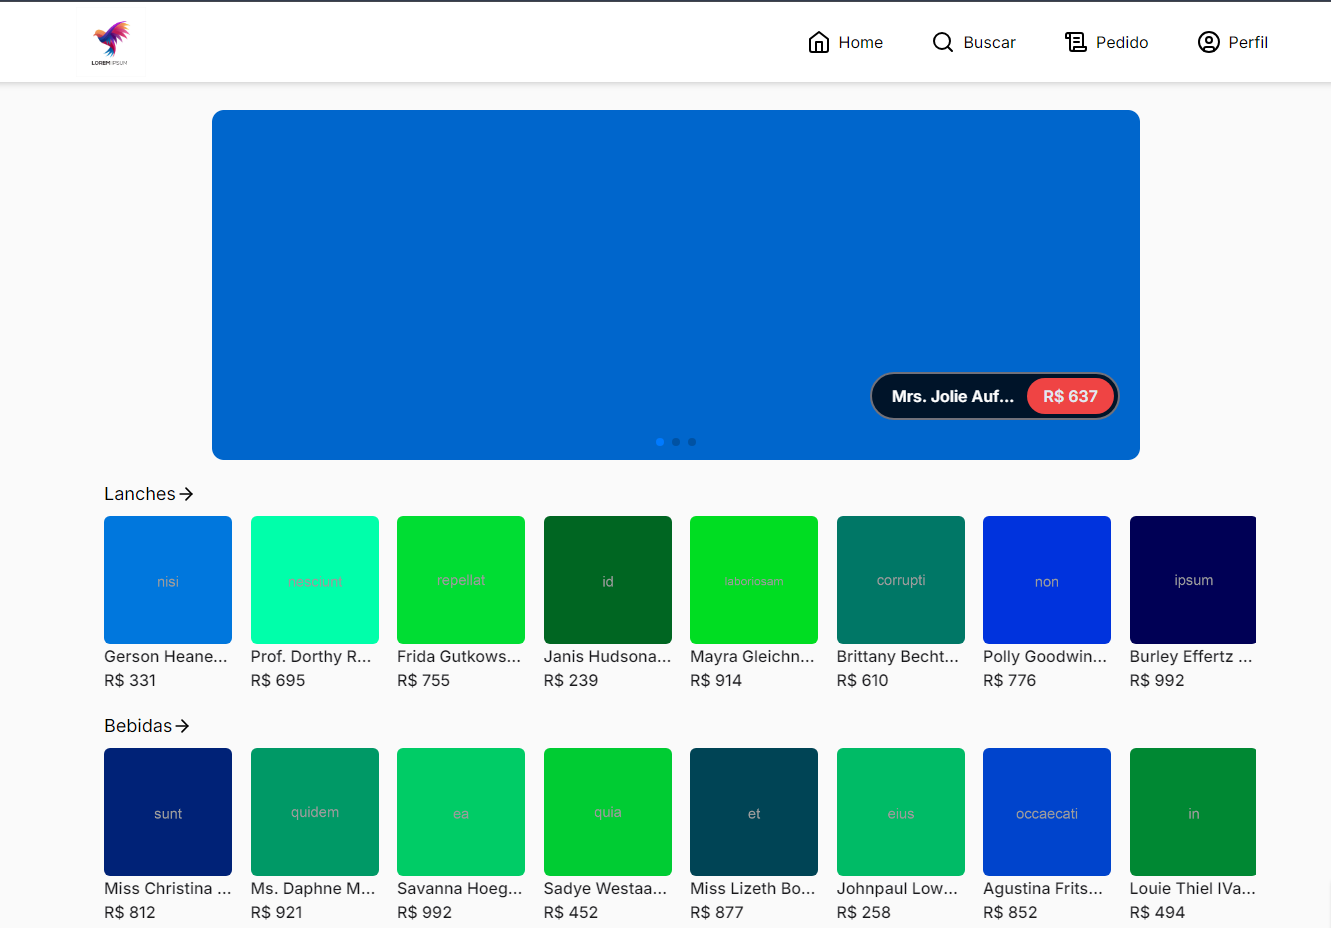 LOREM IPSUM
Home
Buscar
Pedido
Perfil
Mrs. Jolie Auf...
R$ 637
Lanches
nisi
nesciunt
repellat
id
laboriosam
corrupti
non
ipsum
Gerson Heane...
Prof. Dorthy R...
Frida Gutkows...
Janis Hudsona...
Mayra Gleichn...
Brittany Becht...
Polly Goodwin...
Burley Effertz ...
R$ 331
R$ 695
R$ 755
R$ 239
R$ 914
R$ 610
R$ 776
R$ 992
Bebidas
sunt
quidem
ea
quia
et
eius
occaecati
in
Miss Christina ...
Ms. Daphne M...
Savanna Hoeg...
Sadye Westaa...
Miss Lizeth Bo...
Johnpaul Low...
Agustina Frits...
Louie Thiel IVa...
R$ 812
R$ 921
R$ 992
R$ 452
R$ 877
R$ 258
R$ 852
R$ 494